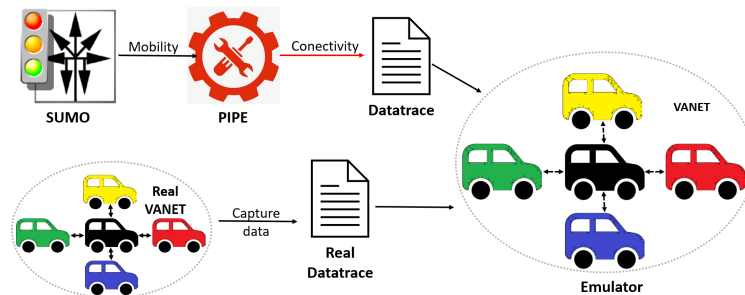 Mobility
Conectivity
SUMO
PIPE
Datatrace
VANET
Real
VANET
Capture
data
Real
Datatrace
Emulator